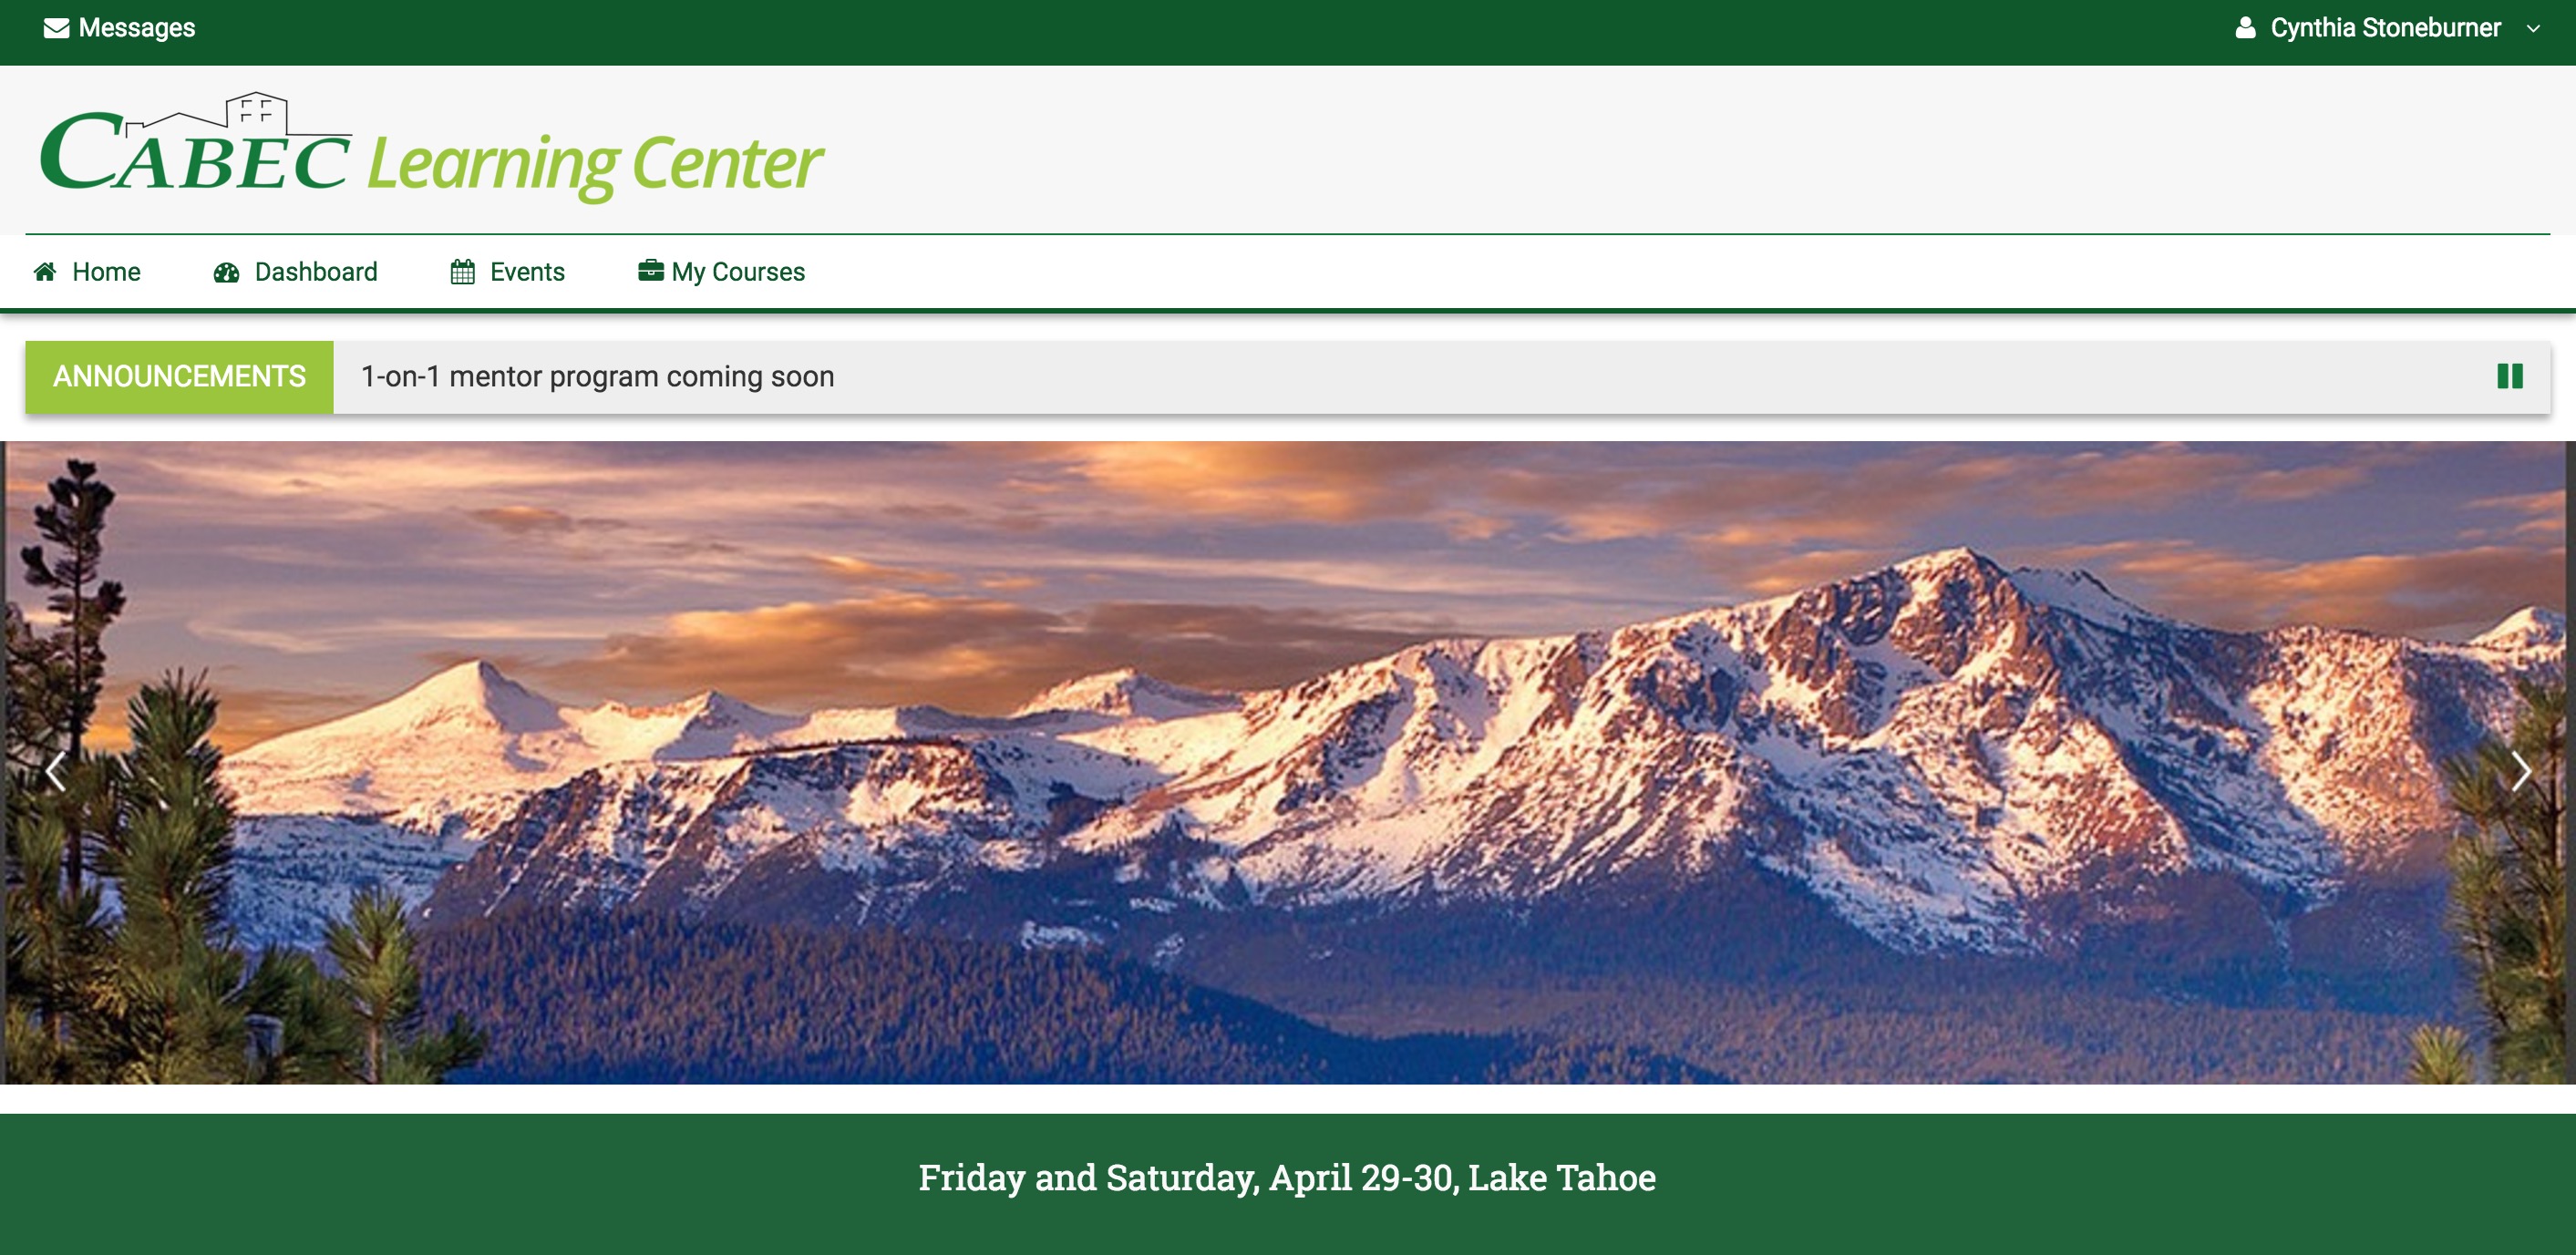 Messages
Cynthia Stoneburner
CABEC Learning Center
Home
Dashboard
Events
My Courses
ANNOUNCEMENTS
1-on-1 mentor program coming soon
Friday and Saturday, April 29-30, Lake Tahoe